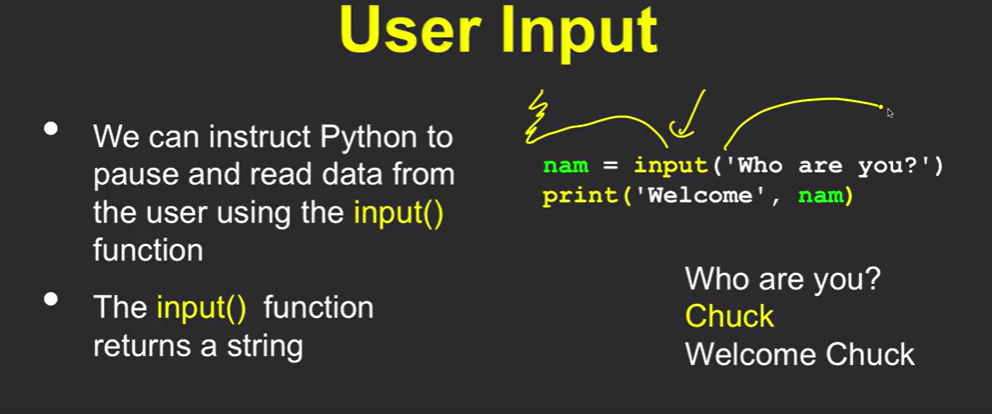 User Input
• We can instruct Python to
pause and read data from
the user using the input()
function
• The input() function
returns a string
nam = input('Who are you?')
print('Welcome', nam)
Who are you?
Chuck
Welcome Chuck